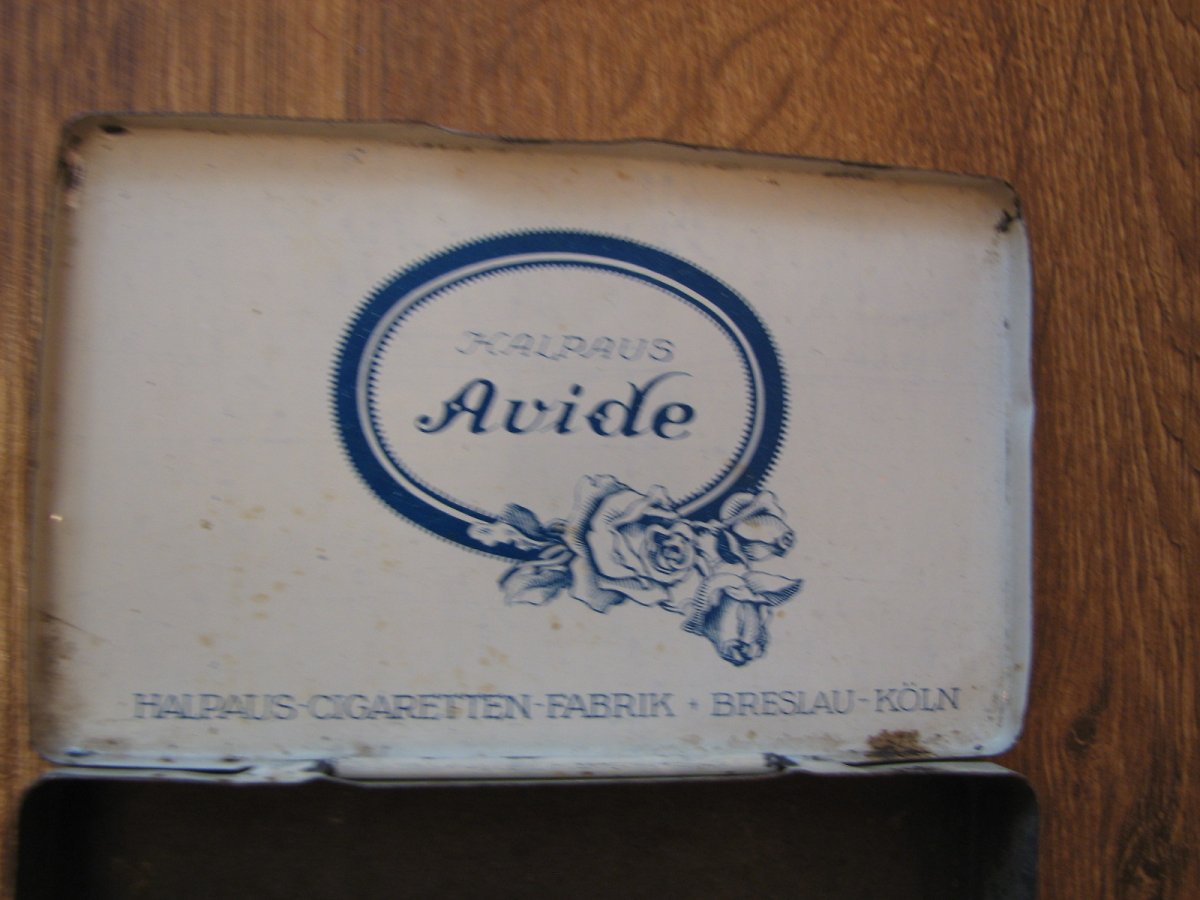 HALPAUS
Avide
HALPAUS-CIGARETTEN-FABRIK • BRESLAU-KÖLN